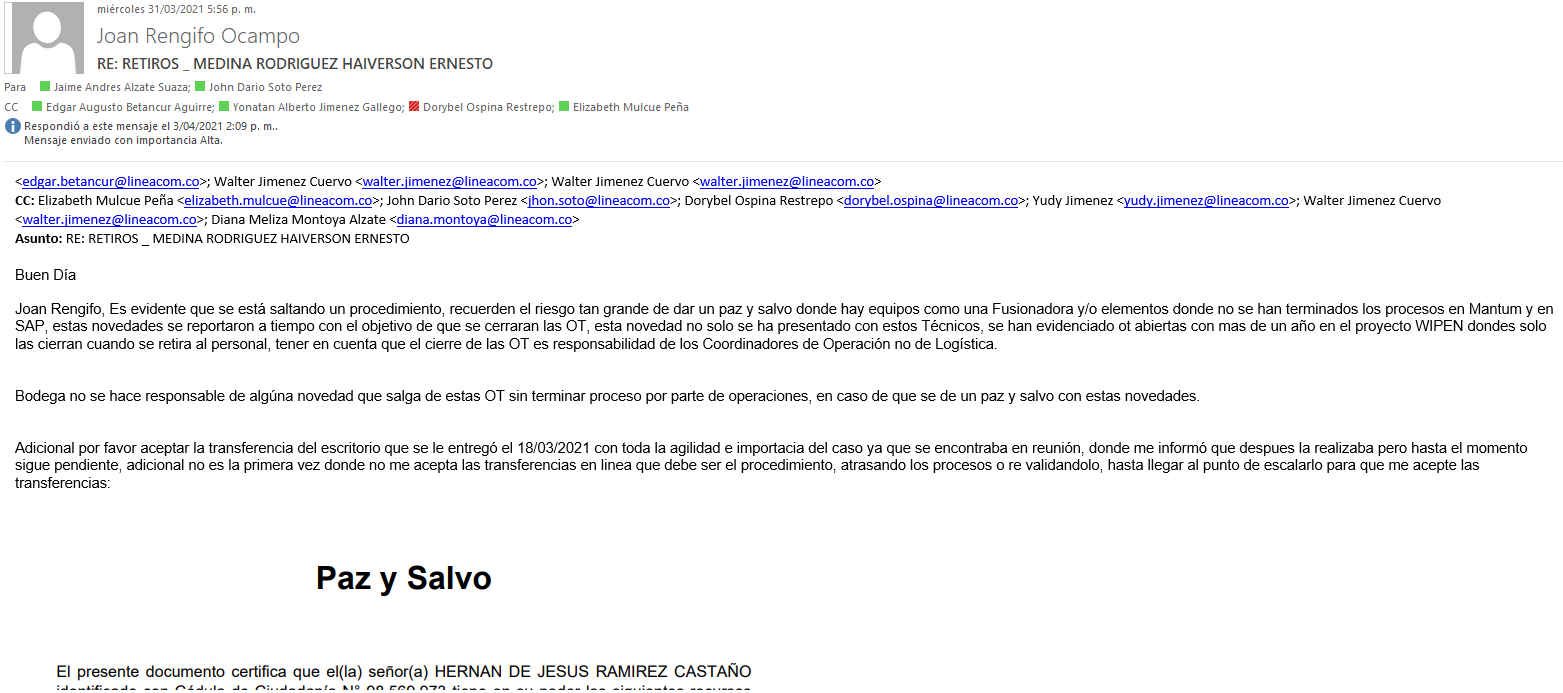 miércoles 31/03/2021 5:56 p. m.
Joan Rengifo Ocampo
RE: RETIROS _ MEDINA RODRIGUEZ HAIVERSON ERNESTO
Para Jaime Andres Alzate Suaza; John Dario Soto Perez
CC Edgar Augusto Betancur Aguirre; Yonatan Alberto Jimenez Gallego; Dorybel Ospina Restrepo; Elizabeth Mulcue Peña
Respondió a este mensaje el 3/04/2021 2:09 p. m..
Mensaje enviado con importancia Alta.
<edgar.betancur@lineacom.co>; Walter Jimenez Cuervo <walter.jimenez@lineacom.co>; Walter Jimenez Cuervo <walter.jimenez@lineacom.co>
CC: Elizabeth Mulcue Peña <elizabeth.mulcue@lineacom.co>; John Dario Soto Perez <jhon.soto@lineacom.co>; Dorybel Ospina Restrepo <dorybel.ospina@lineacom.co>; Yudy Jimenez <yudy.jimenez@lineacom.co>; Walter Jimenez Cuervo
<walter.jimenez@lineacom.co>; Diana Meliza Montoya Alzate <diana.montoya@lineacom.co>
Asunto: RE: RETIROS _ MEDINA RODRIGUEZ HAIVERSON ERNESTO
Buen Día
Joan Rengifo, Es evidente que se está saltando un procedimiento, recuerden el riesgo tan grande de dar un paz y salvo donde hay equipos como una Fusionadora y/o elementos donde no se han terminados los procesos en Mantum y en
SAP, estas novedades se reportaron a tiempo con el objetivo de que se cerraran las OT, esta novedad no solo se ha presentado con estos Técnicos, se han evidenciado ot abiertas con mas de un año en el proyecto WIPEN dondes solo
las cierran cuando se retira al personal, tener en cuenta que el cierre de las OT es responsabilidad de los Coordinadores de Operación no de Logística.
Bodega no se hace responsable de algúna novedad que salga de estas OT sin terminar proceso por parte de operaciones, en caso de que se de un paz y salvo con estas novedades.
Adicional por favor aceptar la transferencia del escritorio que se le entregó el 18/03/2021 con toda la agilidad e importacia del caso ya que se encontraba en reunión, donde me informó que despues la realizaba pero hasta el momento
sigue pendiente, adicional no es la primera vez donde no me acepta las transferencias en linea que debe ser el procedimiento, atrasando los procesos o re validandolo, hasta llegar al punto de escalarlo para que me acepte las
transferencias:
Paz y Salvo
El presente documento certifica que el(la) señor(a) HERNAN DE JESUS RAMIREZ CASTAÑO
identificado con Cédula de Ciudadanía N° 98.569.973 tiene en su poder los siguientes recursos